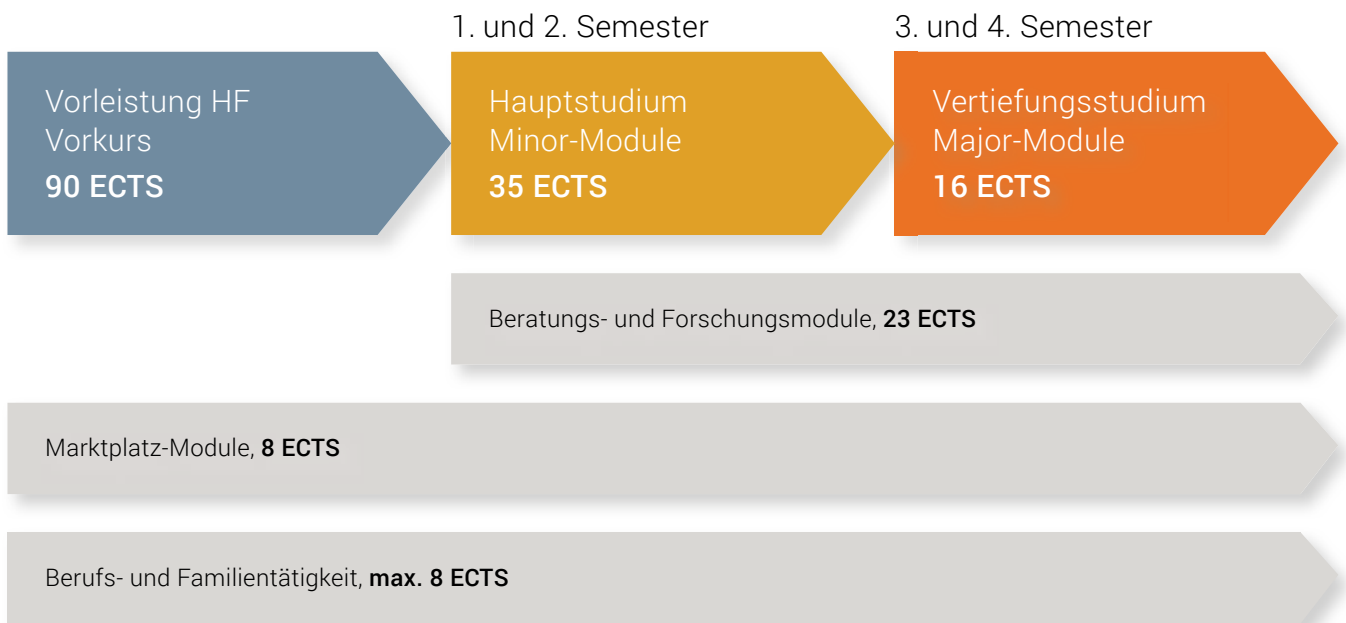 1. und 2. Semester
3. und 4. Semester
Vorleistung HF
Vorkurs
90 ECTS
Hauptstudium
Minor-Module
35 ECTS
Vertiefungsstudium
Major-Module
16 ECTS
Beratungs- und Forschungsmodule, 23 ECTS
Marktplatz-Module, 8 ECTS
Berufs- und Familientätigkeit, max. 8 ECTS